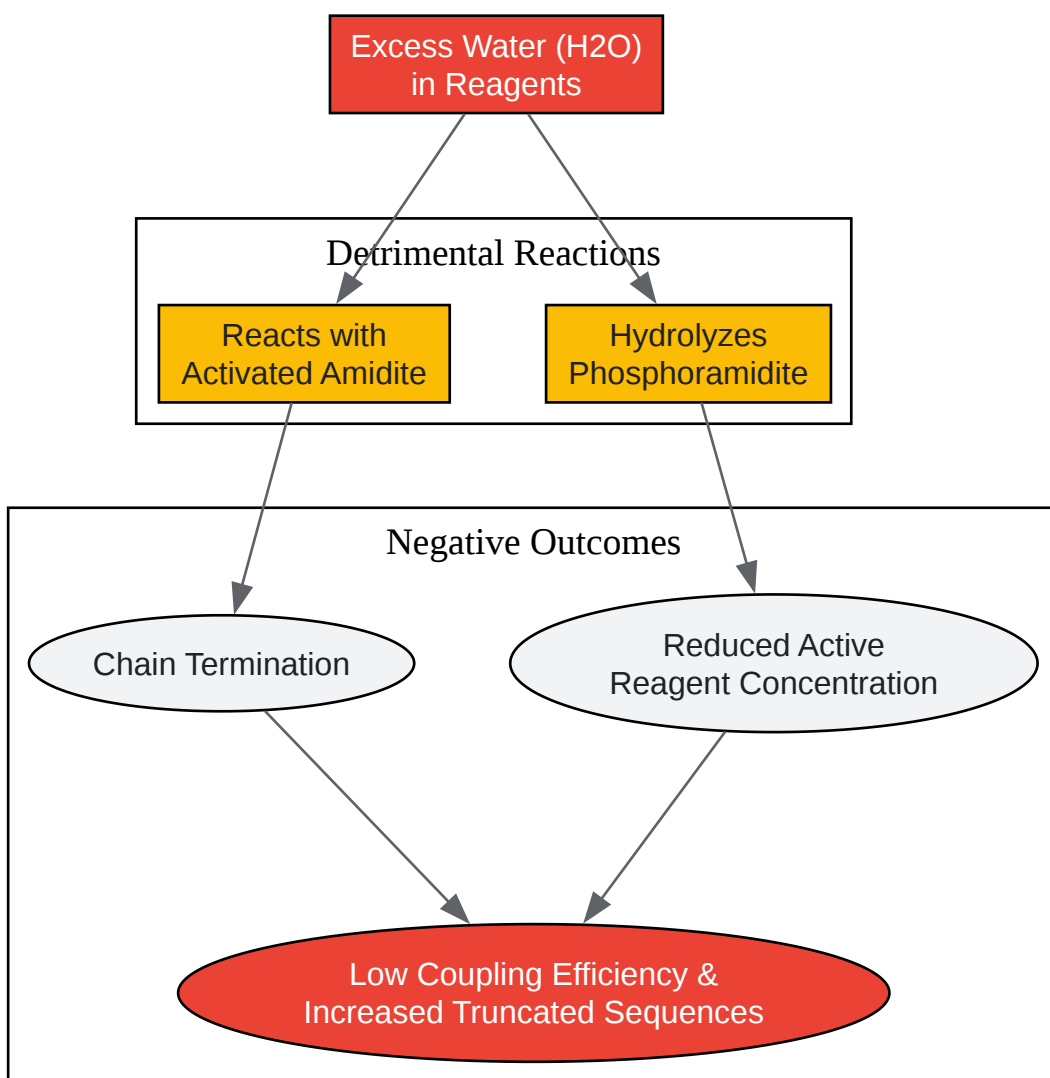 Excess Water (H2O)
in Reagents
Detrimental Reactions
Reacts with
Activated Amidite
Hydrolyzes
Phosphoramidite
Negative Outcomes
Chain Termination
Reduced Active
Reagent Concentration
Low Coupling Efficiency &
Increased Truncated Sequences